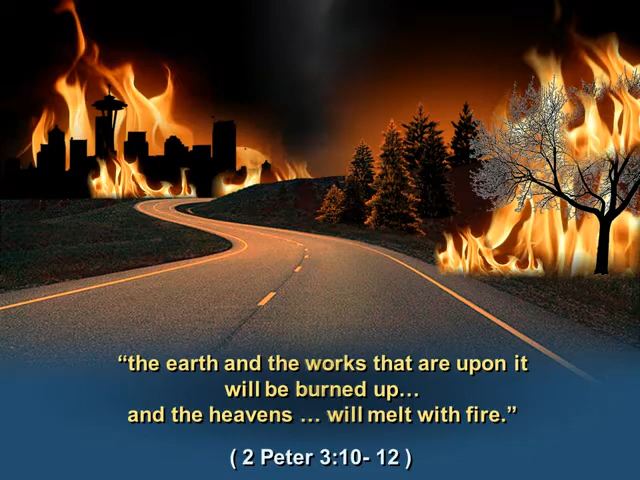 “the earth and the works that are upon it
will be burned up…
and the heavens … will melt with fire.”
( 2 Peter 3:10- 12 )